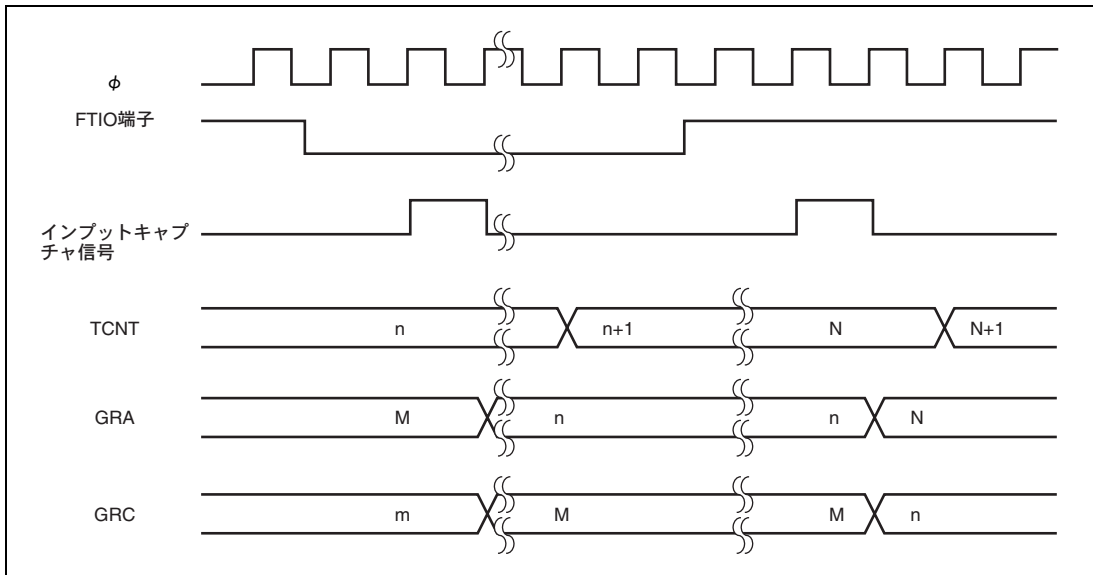 φ
FTIO端子
インプットキャプ
チャ信号
TCNT n n+1 N N+1
GRA M n n N
GRC m M M n